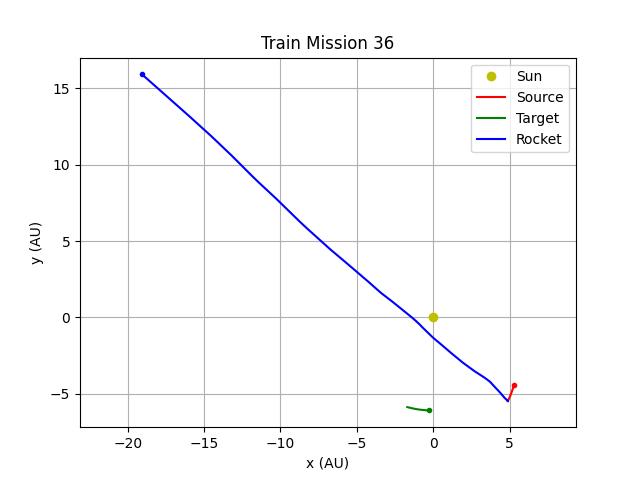 Train Mission 36
Sun
Source
Target
Rocket
y (AU)
15
10
5
0
−5
−20
−15
−10
−5
0
5
x (AU)